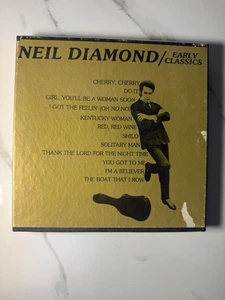 NEIL DIAMOND/EARLY CLASSICS
CHERRY, CHERRY
DO IT
GIRL, YOU'LL BE A WOMAN SOON
I GOT THE FEELIN' (OH NO NO)
KENTUCKY WOMAN
RED, RED WINE
SHILO
SOLITARY MAN
THANK THE LORD FOR THE NIGHT TIME
YOU GOT TO ME
I'M A BELIEVER
THE BOAT THAT I ROW